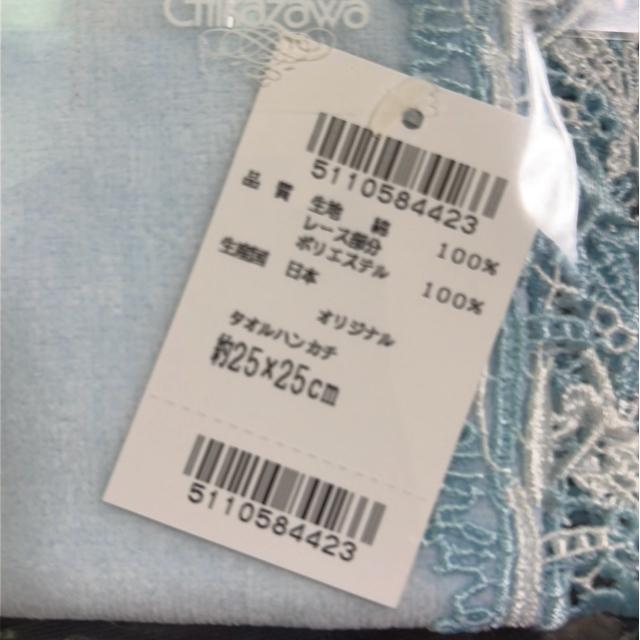 5110584423
品 質 生地 綿 100%
レース部分
ポリエステル 100%
生産国 日本
オリジナル
タオルハンカチ
約25×25cm
5110584423